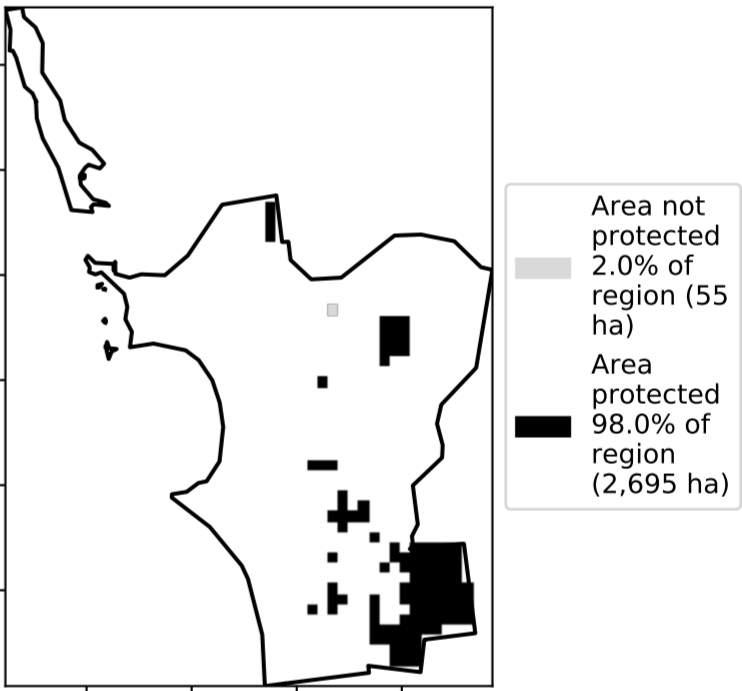 Area not
protected
2.0% of
region (55
ha)
Area
protected
98.0% of
region
(2,695 ha)